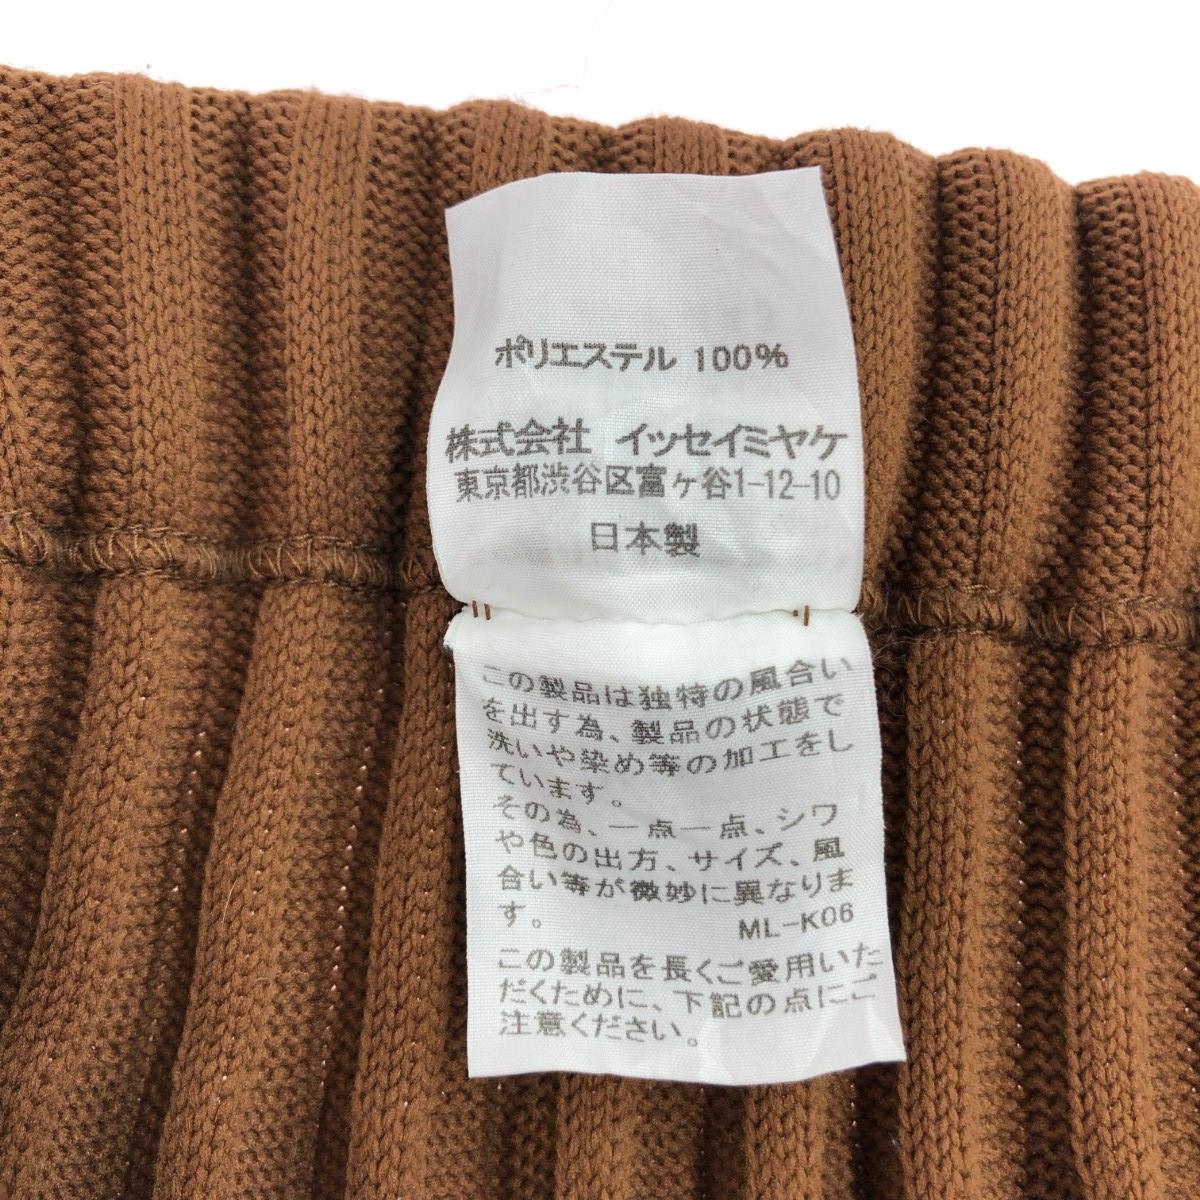 ポリエステル 100%
株式会社 イッセイミヤケ
東京都渋谷区富ヶ谷1-12-10
日本製
この製品は独特の風合い
を出す為、製品の状態で
洗いや染め等の加工をし
ています。
その為、一点一点、シワ
や色の出方、サイズ、風
合い等が微妙に異なりま
す。 ML-K06
この製品を長くご愛用いた
だくために、下記の点にご
注意ください。